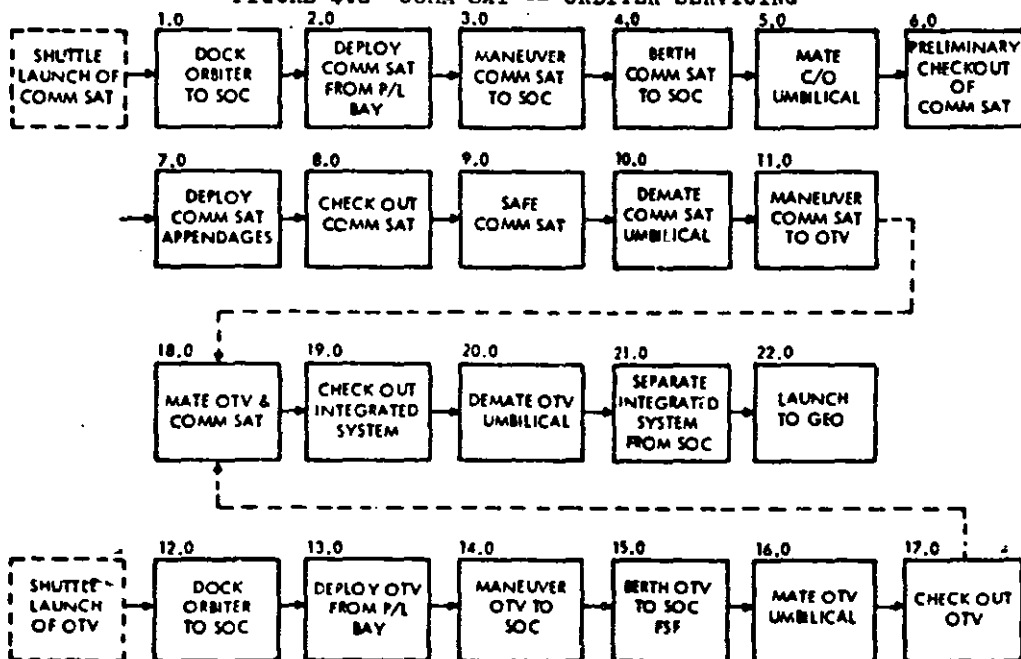 COMM SAT -- ORBITER SERVICING
SHUTTLE
LAUNCH OF
COMM SAT
1.0
DOCK
ORBITER
TO SOC
2.0
DEPLOY
COMM SAT
FROM P/L
BAY
3.0
MANEUVER
COMM SAT
TO SOC
4.0
BERTH
COMM SAT
TO SOC
5.0
MATE
C/O
UMBILICAL
6.0
PRELIMINARY
CHECKOUT
OF
COMM SAT
7.0
DEPLOY
COMM SAT
APPENDAGES
8.0
CHECK OUT
COMM SAT
9.0
SAFE
COMM SAT
10.0
DEMATE
COMM SAT
UMBILICAL
11.0
MANEUVER
COMM SAT
TO OTV
18.0
MATE OTV &
COMM SAT
19.0
CHECK OUT
INTEGRATED
SYSTEM
20.0
DEMATE OTV
UMBILICAL
21.0
SEPARATE
INTEGRATED
SYSTEM
FROM SOC
22.0
LAUNCH
TO GEO
SHUTTLE
LAUNCH
OF OTV
12.0
DOCK
ORBITER
TO SOC
13.0
DEPLOY OTV
FROM P/L
BAY
14.0
MANEUVER
OTV TO
SOC
15.0
BERTH OTV
TO SOC
FSF
16.0
MATE OTV
UMBILICAL
17.0
CHECK OUT
OTV